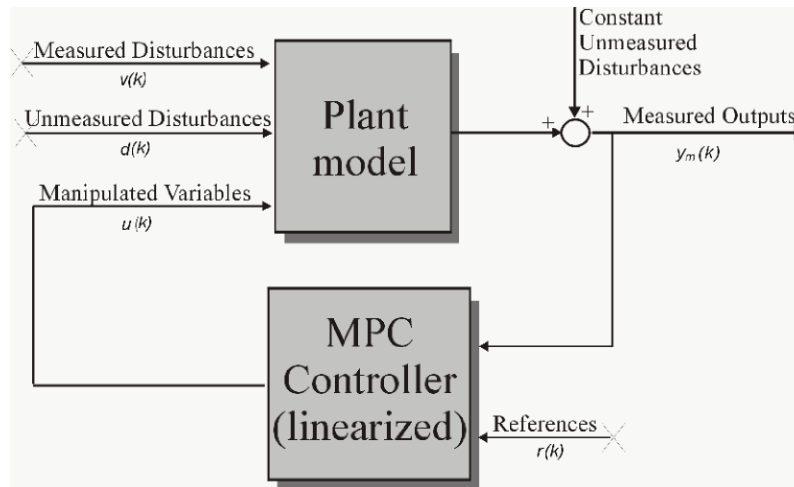 Constant
Unmeasured
Disturbances
Measured Disturbances
v(k)
Unmeasured Disturbances
d(k)
Manipulated Variables
u(k)
Plant
model
+
+
Measured Outputs
yₘ(k)
MPC
Controller
(linearized)
References
r(k)